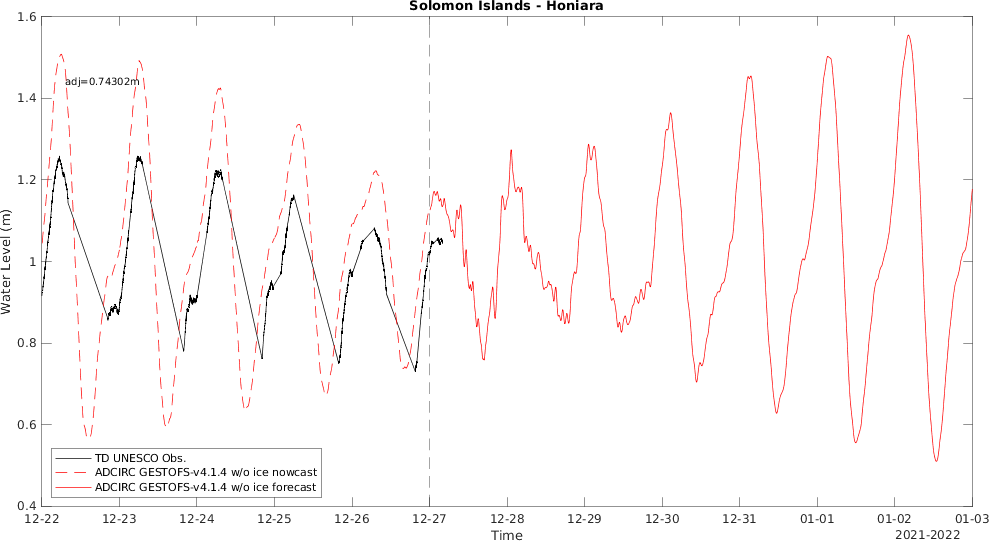 Solomon Islands - Honiara
1.6
1.4
1.2
1
0.8
0.6
0.4
Water Level (m)
adj=0.74302m
TD UNESCO Obs.
ADCIRC GESTOFS-v4.1.4 w/o ice nowcast
ADCIRC GESTOFS-v4.1.4 w/o ice forecast
12-22 12-23 12-24 12-25 12-26 12-27 12-28 12-29 12-30 12-31 01-01 01-02 01-03
Time
2021-2022